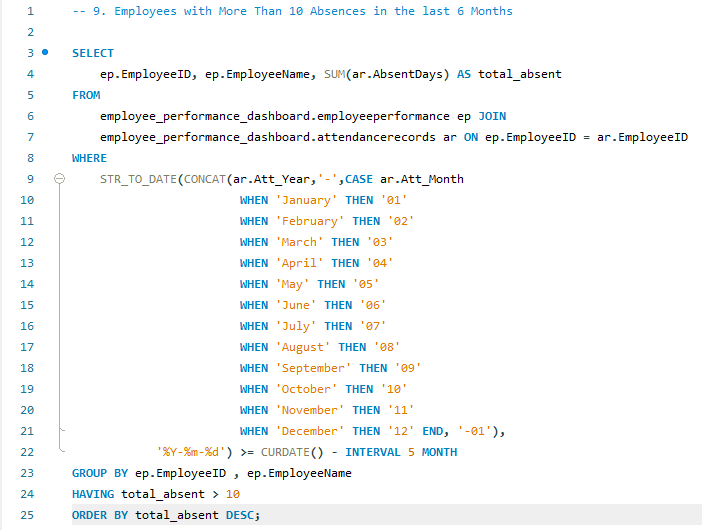 1 -- 9. Employees with More Than 10 Absences in the last 6 Months
2
3 SELECT
4 ep.EmployeeID, ep.EmployeeName, SUM(ar.AbsentDays) AS total_absent
5 FROM
6 employee_performance_dashboard.employeeperformance ep JOIN
7 employee_performance_dashboard.attendancerecords ar ON ep.EmployeeID = ar.EmployeeID
8 WHERE
9 STR_TO_DATE(CONCAT(ar.Att_Year,'-',CASE ar.Att_Month
10 WHEN 'January' THEN '01'
11 WHEN 'February' THEN '02'
12 WHEN 'March' THEN '03'
13 WHEN 'April' THEN '04'
14 WHEN 'May' THEN '05'
15 WHEN 'June' THEN '06'
16 WHEN 'July' THEN '07'
17 WHEN 'August' THEN '08'
18 WHEN 'September' THEN '09'
19 WHEN 'October' THEN '10'
20 WHEN 'November' THEN '11'
21 WHEN 'December' THEN '12' END, '-01'),
22 '%Y-%m-%d') >= CURDATE() - INTERVAL 5 MONTH
23 GROUP BY ep.EmployeeID , ep.EmployeeName
24 HAVING total_absent > 10
25 ORDER BY total_absent DESC;